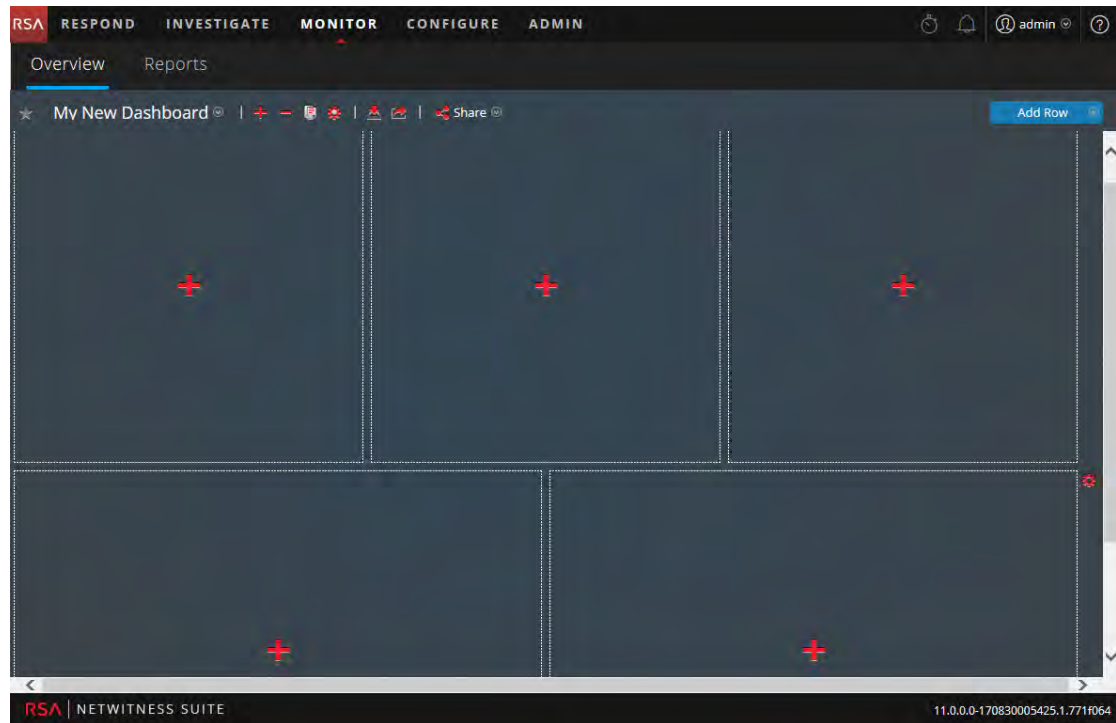 RSA RESPOND INVESTIGATE MONITOR CONFIGURE ADMIN admin ?
Overview Reports
My New Dashboard Share Add Row
RSA NETWITNESS SUITE 11.0.0.0-170830005425.1.771f064